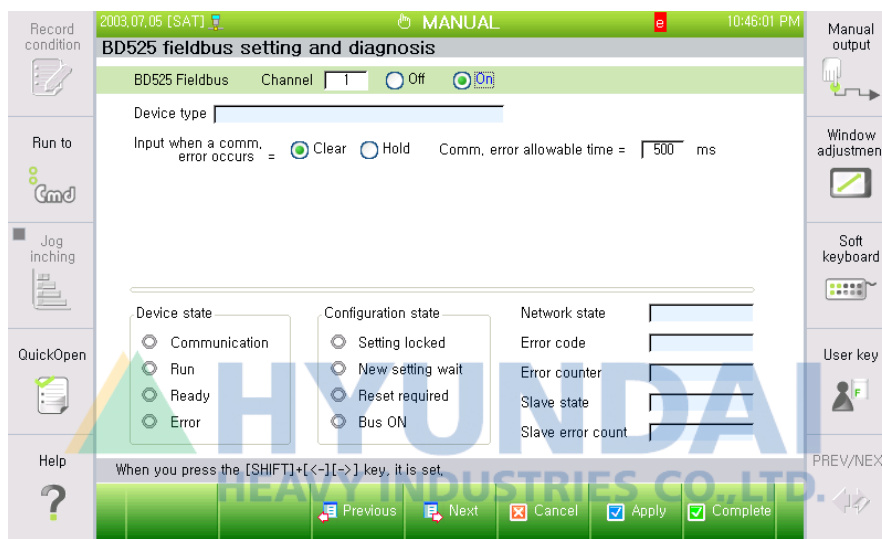 2003,07,05 [SAT]
MANUAL
e
10:46:01 PM
BD525 fieldbus setting and diagnosis
Record
condition
Run to
Cmd
Jog
inching
QuickOpen
Help
?
BD525 Fieldbus Channel 1 Off On
Device type
Input when a comm,
error occurs = Clear Hold Comm, error allowable time = 500 ms
Device state
Communication
Run
Ready
Error
Configuration state
Setting locked
New setting wait
Reset required
Bus ON
Network state
Error code
Error counter
Slave state
Slave error count
When you press the [SHIFT]+[<-][->] key, it is set,
Previous Next Cancel Apply Complete
Manual
output
Window
adjustmen
Soft
keyboard
User key
F
PREV/NEX
HYUNDAI
HEAVY INDUSTRIES CO.,LTD.